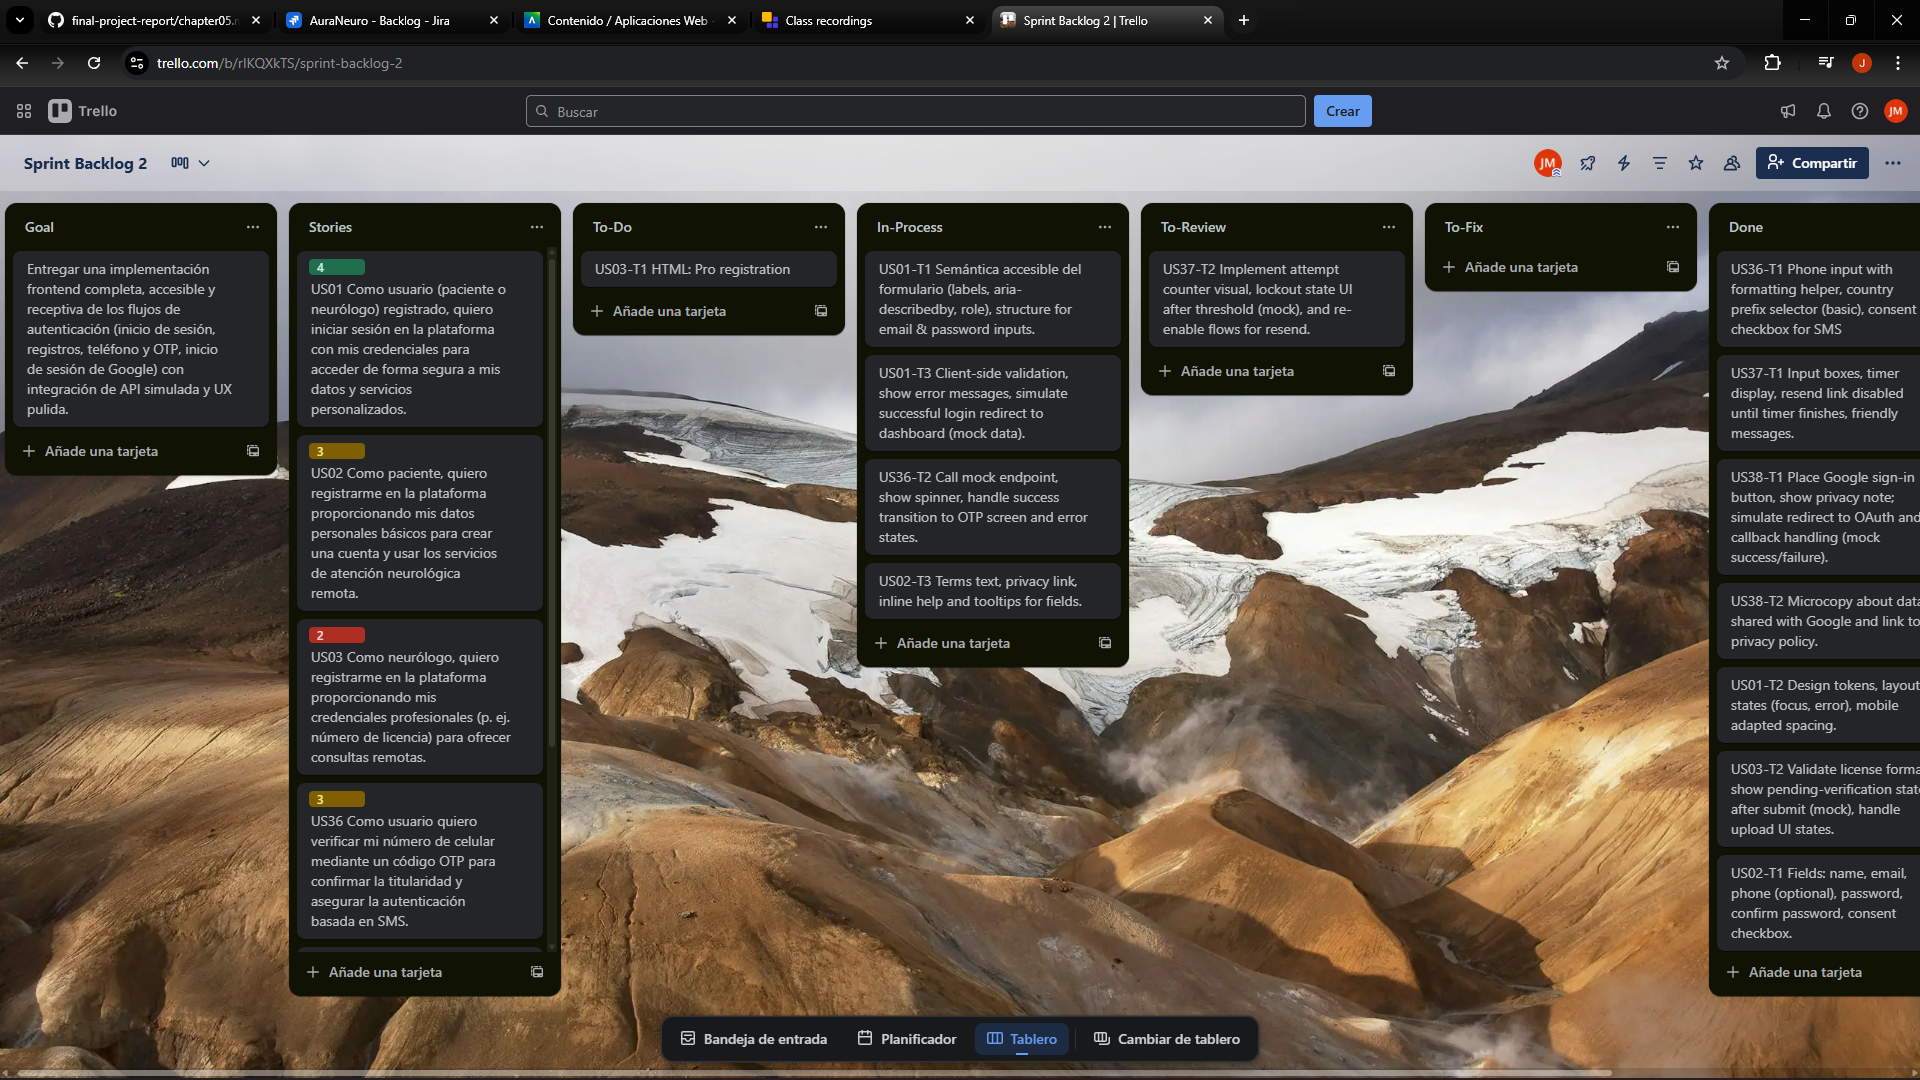 final-project-report/chapter05.n
AuraNeuro - Backlog - Jira
Contenido / Aplicaciones Web
Class recordings
Sprint Backlog 2 | Trello
trello.com/b/rlKQXkTS/sprint-backlog-2
J
Trello
Buscar
Crear
JM
Sprint Backlog 2
JM
Compartir
Goal
Entregar una implementación
frontend completa, accesible y
receptiva de los flujos de
autenticación (inicio de sesión,
registros, teléfono y OTP, inicio
de sesión de Google) con
integración de API simulada y UX
pulida.
Añade una tarjeta
Stories
4
US01 Como usuario (paciente o
neurólogo) registrado, quiero
iniciar sesión en la plataforma
con mis credenciales para
acceder de forma segura a mis
datos y servicios
personalizados.
3
US02 Como paciente, quiero
registrarme en la plataforma
proporcionando mis datos
personales básicos para crear
una cuenta y usar los servicios
de atención neurológica
remota.
2
US03 Como neurólogo, quiero
registrarme en la plataforma
proporcionando mis
credenciales profesionales (p. ej.
número de licencia) para ofrecer
consultas remotas.
3
US36 Como usuario quiero
verificar mi número de celular
mediante un código OTP para
confirmar la titularidad y
asegurar la autenticación
basada en SMS.
Añade una tarjeta
To-Do
US03-T1 HTML: Pro registration
Añade una tarjeta
In-Process
US01-T1 Semántica accesible del
formulario (labels, aria-
describedby, role), structure for
email & password inputs.
US01-T3 Client-side validation,
show error messages, simulate
successful login redirect to
dashboard (mock data).
US36-T2 Call mock endpoint,
show spinner, handle success
transition to OTP screen and error
states.
US02-T3 Terms text, privacy link,
inline help and tooltips for fields.
Añade una tarjeta
To-Review
US37-T2 Implement attempt
counter visual, lockout state UI
after threshold (mock), and re-
enable flows for resend.
Añade una tarjeta
To-Fix
Añade una tarjeta
Done
US36-T1 Phone input with
formatting helper, country
prefix selector (basic), consent
checkbox for SMS
US37-T1 Input boxes, timer
display, resend link disabled
until timer finishes, friendly
messages.
US38-T1 Place Google sign-in
button, show privacy note;
simulate redirect to OAuth and
callback handling (mock
success/failure).
US38-T2 Microcopy about data
shared with Google and link to
privacy policy.
US01-T2 Design tokens, layout
states (focus, error), mobile
adapted spacing.
US03-T2 Validate license forma
show pending-verification stat
after submit (mock), handle
upload UI states.
US02-T1 Fields: name, email,
phone (optional), password,
confirm password, consent
checkbox.
Añade una tarjeta
Bandeja de entrada
Planificador
Tablero
Cambiar de tablero